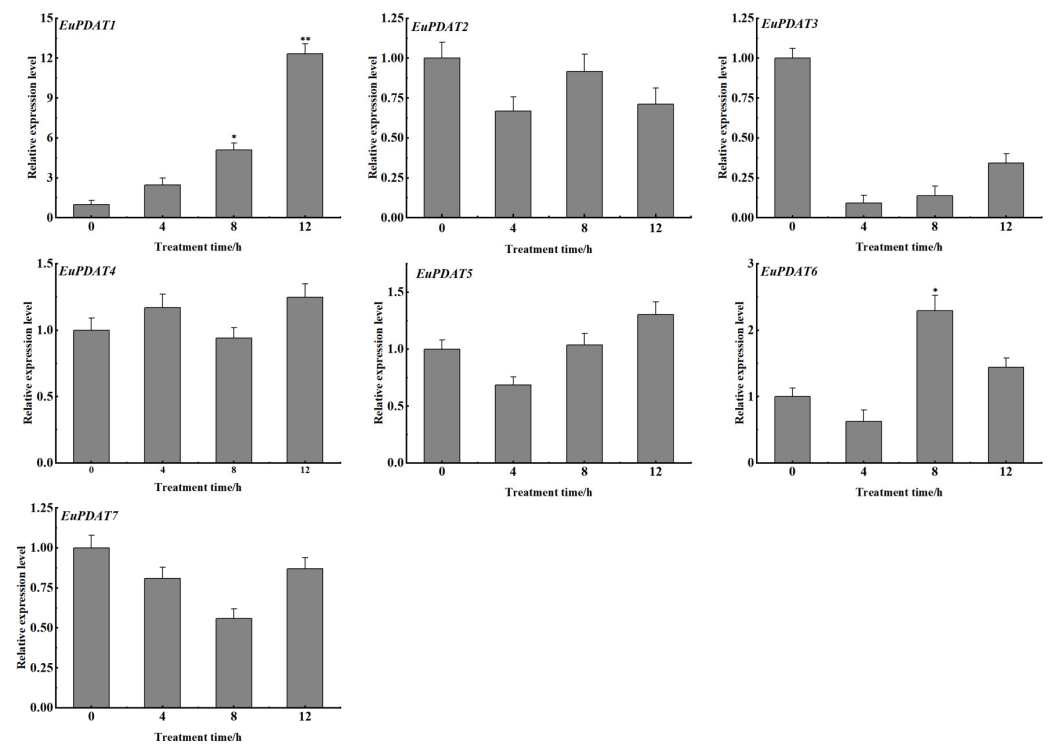 EuPDAT1
Relative expression level
15
12
9
6
3
0
*
**
0 4 8 12
Treatment time/h
EuPDAT2
Relative expression level
1.25
1.00
0.75
0.50
0.25
0.00
0 4 8 12
Treatment time/h
EuPDAT3
Relative expression level
1.25
1.00
0.75
0.50
0.25
0.00
0 4 8 12
Treatment time/h
EuPDAT4
Relative expression level
1.5
1.0
0.5
0.0
0 4 8 12
Treatment time/h
EuPDAT5
Relative expression level
1.5
1.0
0.5
0.0
0 4 8 12
Treatment time/h
EuPDAT6
Relative expression level
3
2
1
0
*
0 4 8 12
Treatment time/h
EuPDAT7
Relative expression level
1.25
1.00
0.75
0.50
0.25
0.00
0 4 8 12
Treatment time/h